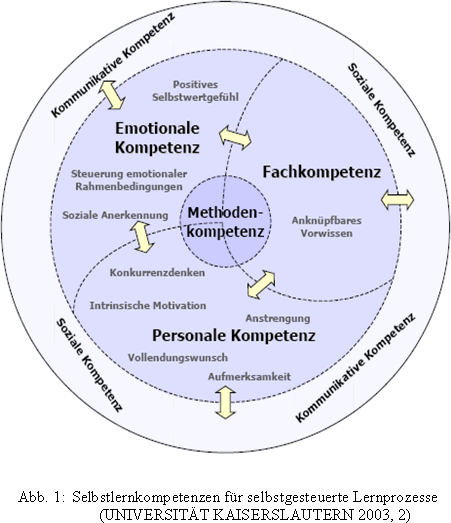 Kommunikative Kompetenz
Soziale Kompetenz
Positives
Selbstwertgefühl
Emotionale
Kompetenz
Fachkompetenz
Steuerung emotionaler
Rahmenbedingungen
Soziale Anerkennung
Methoden-
kompetenz
Anknüpfbares
Vorwissen
Konkurrenzdenken
Intrinsische Motivation
Anstrengung
Personale Kompetenz
Vollendungswunsch
Aufmerksamkeit
Soziale Kompetenz
Kommunikative Kompetenz
Abb. 1: Selbstlernkompetenzen für selbstgesteuerte Lernprozesse
(UNIVERSITÄT KAISERSLAUTERN 2003, 2)